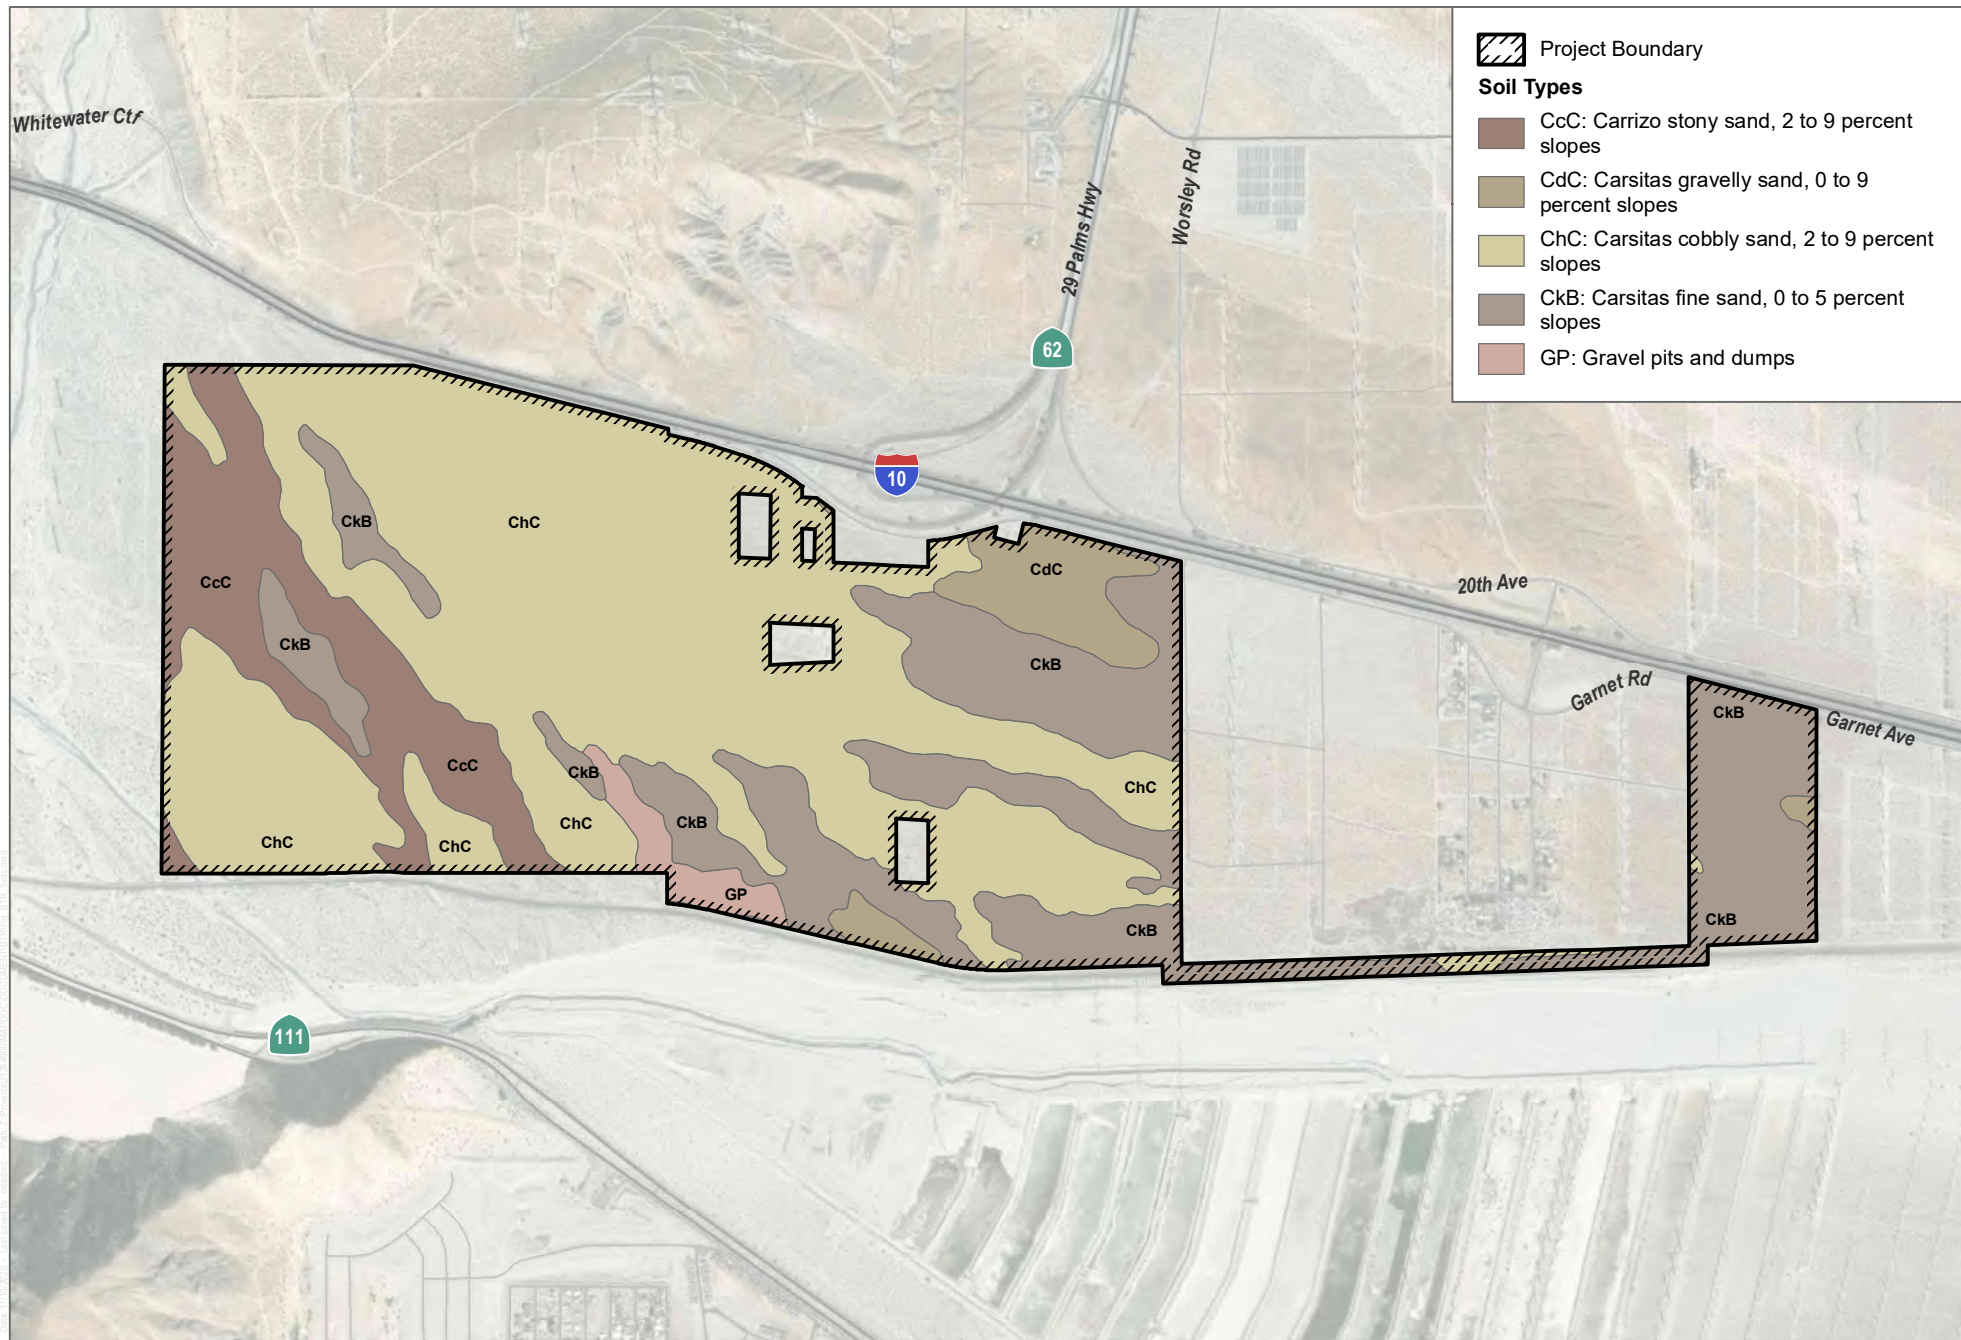 Project Boundary
Soil Types
CcC: Carrizo stony sand, 2 to 9 percent
slopes
CdC: Carsitas gravelly sand, 0 to 9
percent slopes
ChC: Carsitas cobbly sand, 2 to 9 percent
slopes
CkB: Carsitas fine sand, 0 to 5 percent
slopes
GP: Gravel pits and dumps
Whitewater Ctf
29 Palms Hwy
Worsley Rd
62
10
20th Ave
Garnet Rd
Garnet Ave
111
CkB
ChC
CcC
CkB
CdC
CkB
CkB
CcC
CkB
ChC
ChC
CkB
ChC
ChC
GP
CkB
CkB